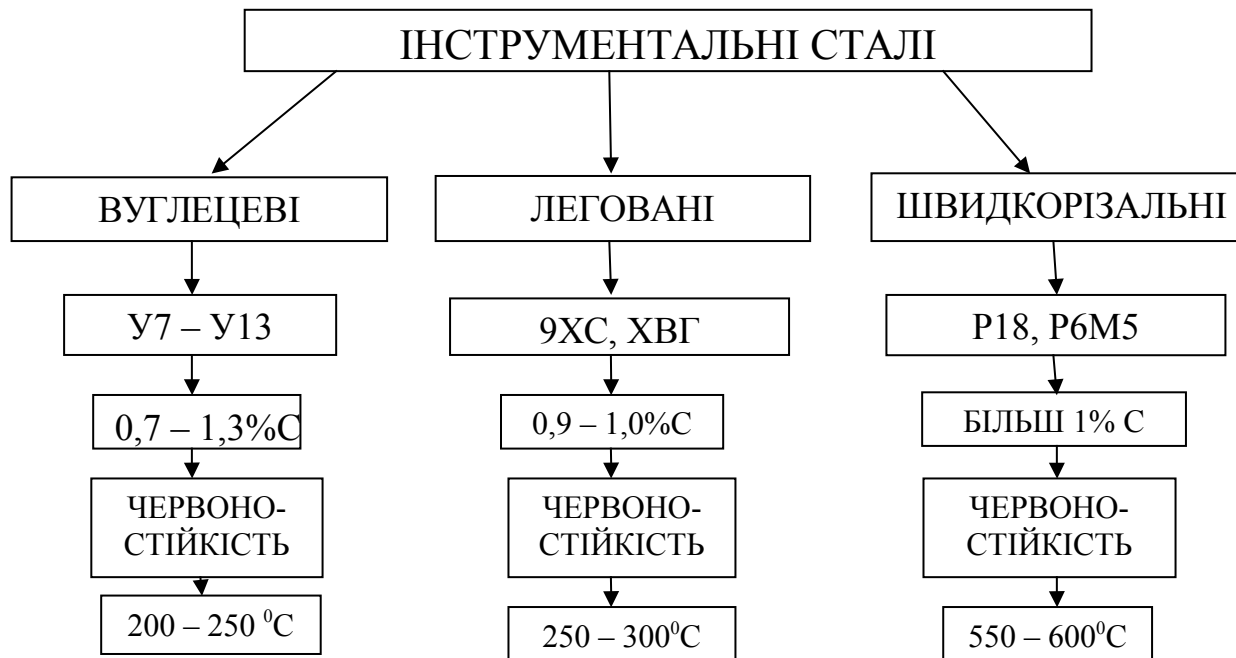 ІНСТРУМЕНТАЛЬНІ СТАЛІ
ВУГЛЕЦЕВІ
ЛЕГОВАНІ
ШВИДКОРІЗАЛЬНІ
У7 – У13
9ХС, ХВГ
Р18, Р6М5
0,7 – 1,3%С
0,9 – 1,0%С
БІЛЬШ 1% С
ЧЕРВОНО-
СТІЙКІСТЬ
ЧЕРВОНО-
СТІЙКІСТЬ
ЧЕРВОНО-
СТІЙКІСТЬ
200 – 250 ⁰С
250 – 300⁰С
550 – 600⁰С